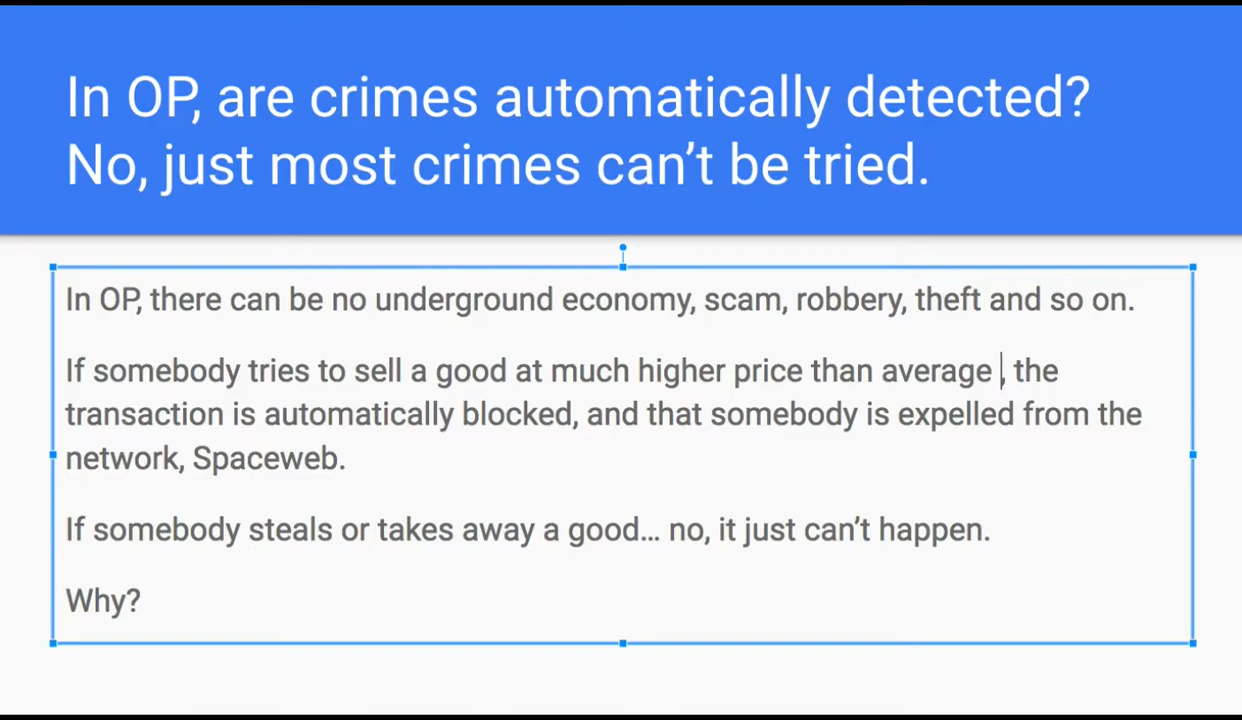 In OP, are crimes automatically detected?
No, just most crimes can’t be tried.
In OP, there can be no underground economy, scam, robbery, theft and so on.
If somebody tries to sell a good at much higher price than average , the
transaction is automatically blocked, and that somebody is expelled from the
network, Spaceweb.
If somebody steals or takes away a good… no, it just can’t happen.
Why?